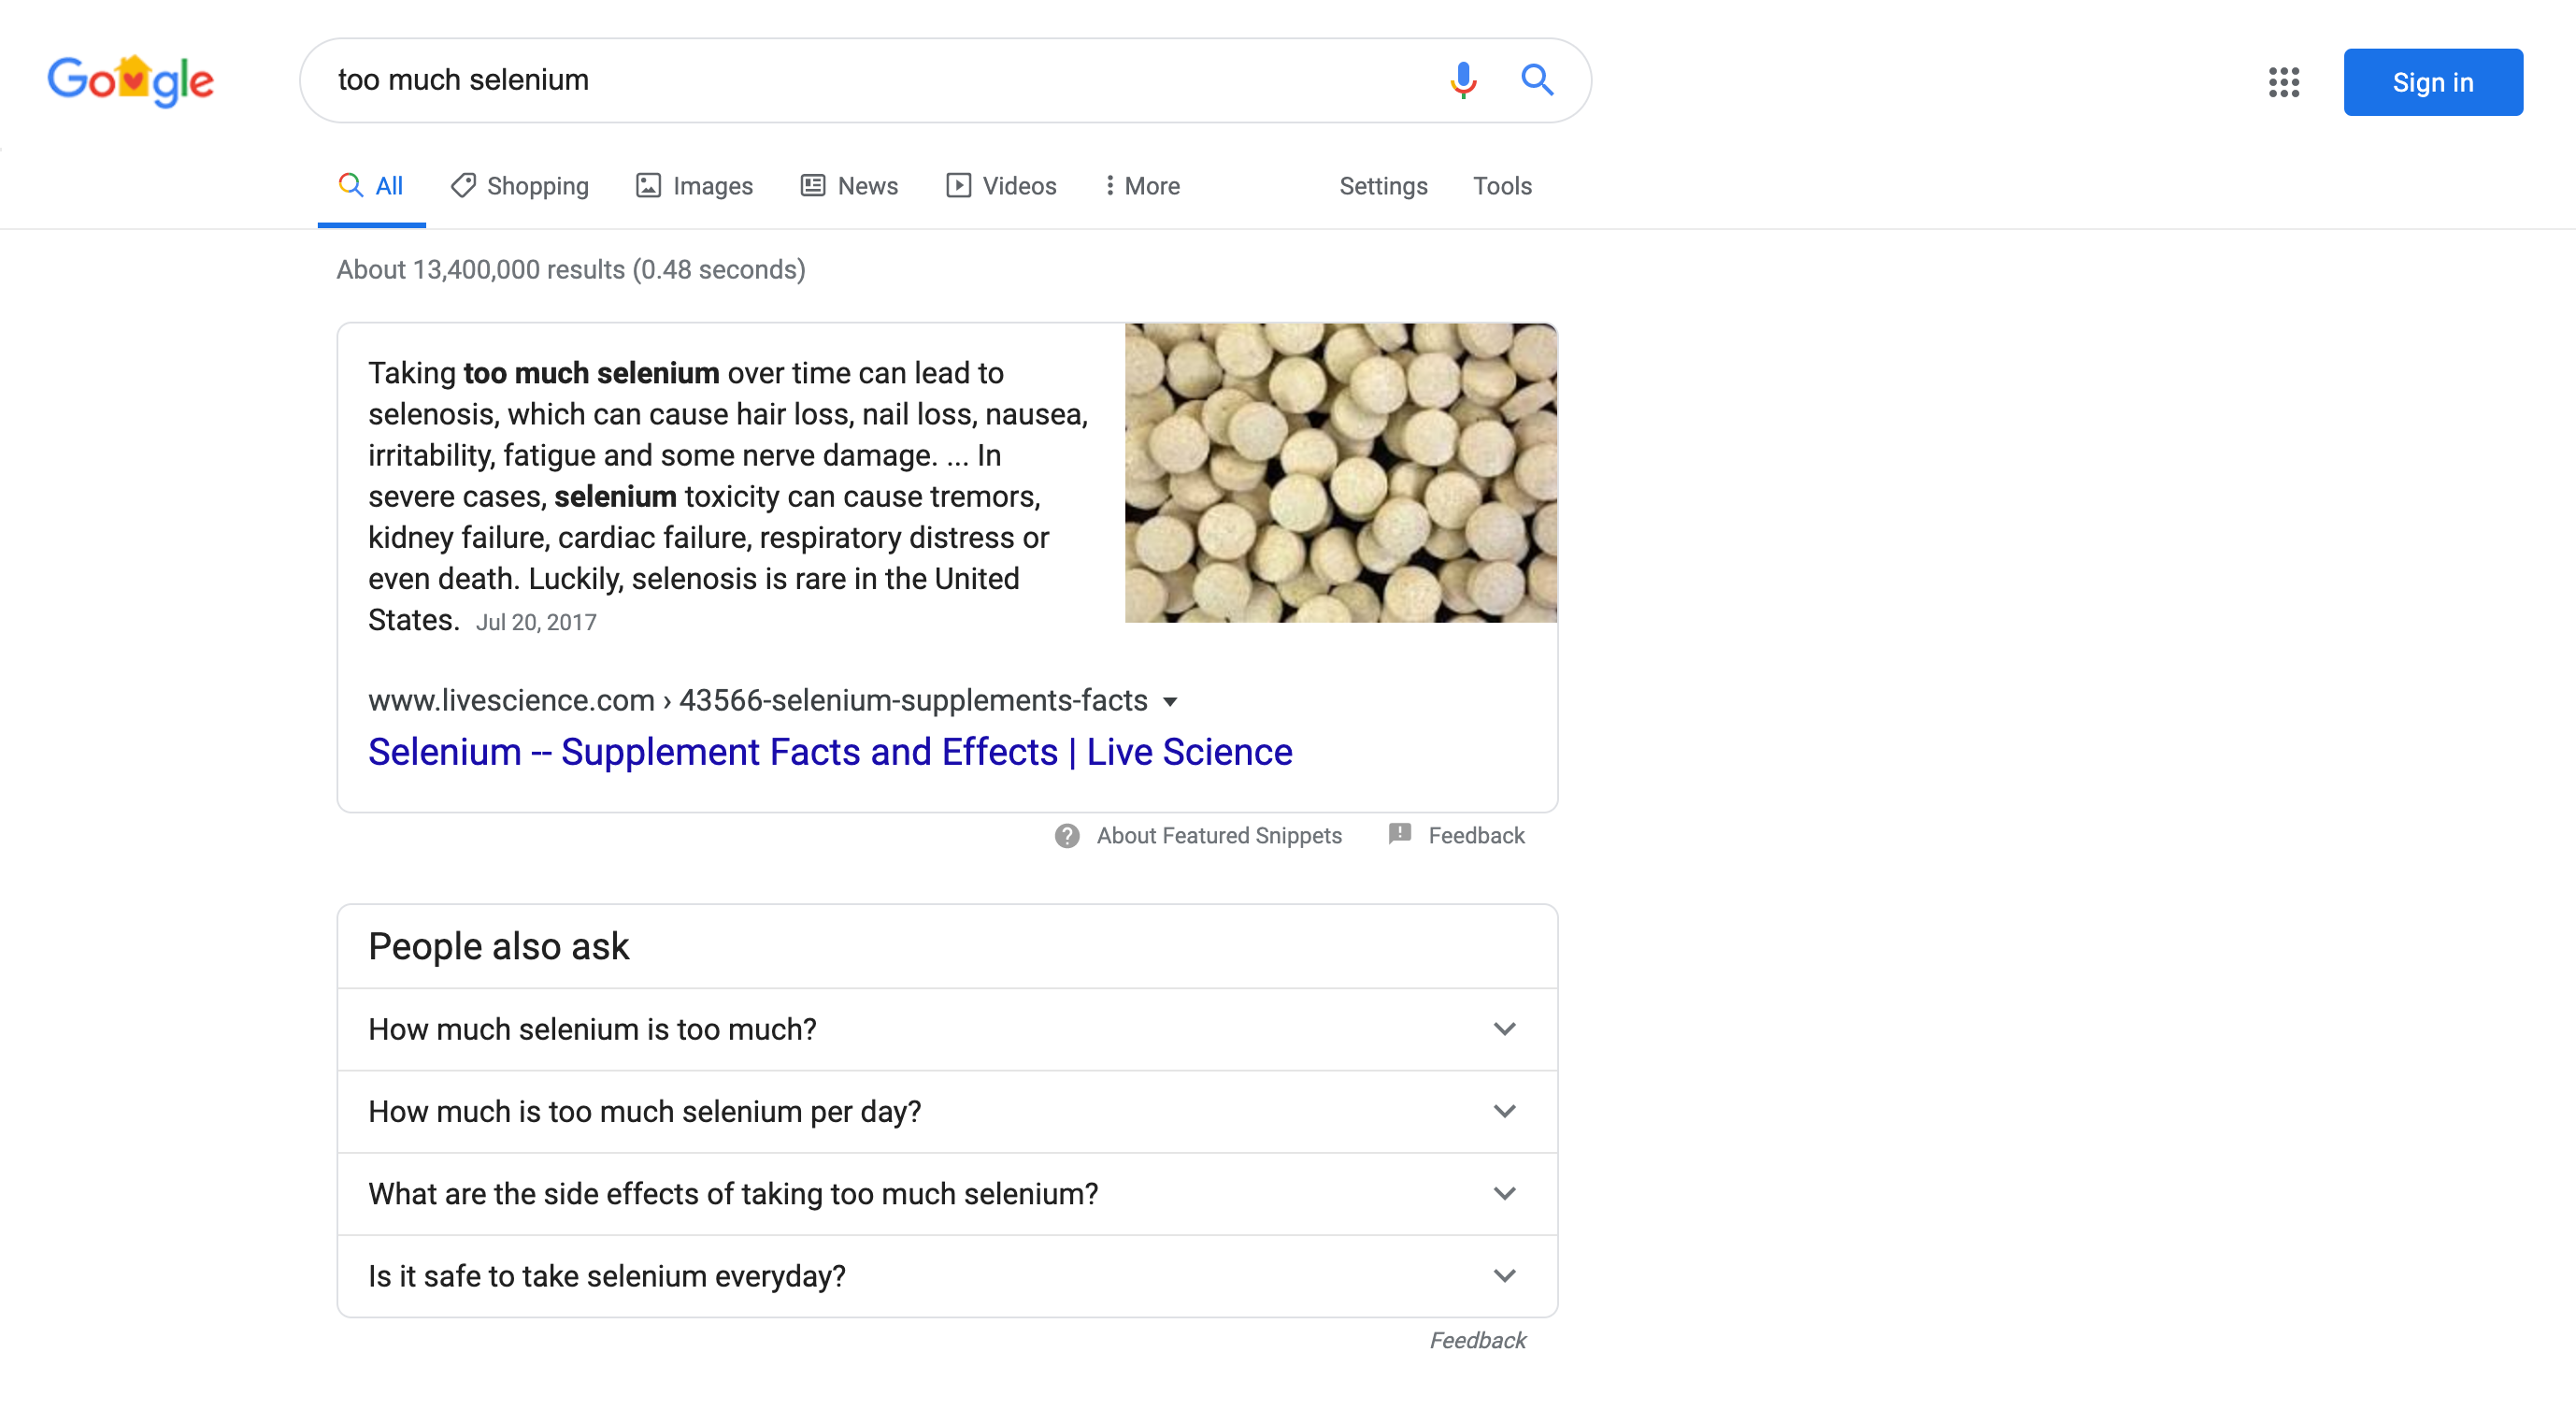 Google
too much selenium
Sign in
All Shopping Images News Videos More Settings Tools
About 13,400,000 results (0.48 seconds)
Taking too much selenium over time can lead to
selenosis, which can cause hair loss, nail loss, nausea,
irritability, fatigue and some nerve damage. ... In
severe cases, selenium toxicity can cause tremors,
kidney failure, cardiac failure, respiratory distress or
even death. Luckily, selenosis is rare in the United
States. Jul 20, 2017
www.livescience.com › 43566-selenium-supplements-facts
Selenium -- Supplement Facts and Effects | Live Science
About Featured Snippets Feedback
People also ask
How much selenium is too much?
How much is too much selenium per day?
What are the side effects of taking too much selenium?
Is it safe to take selenium everyday?
Feedback